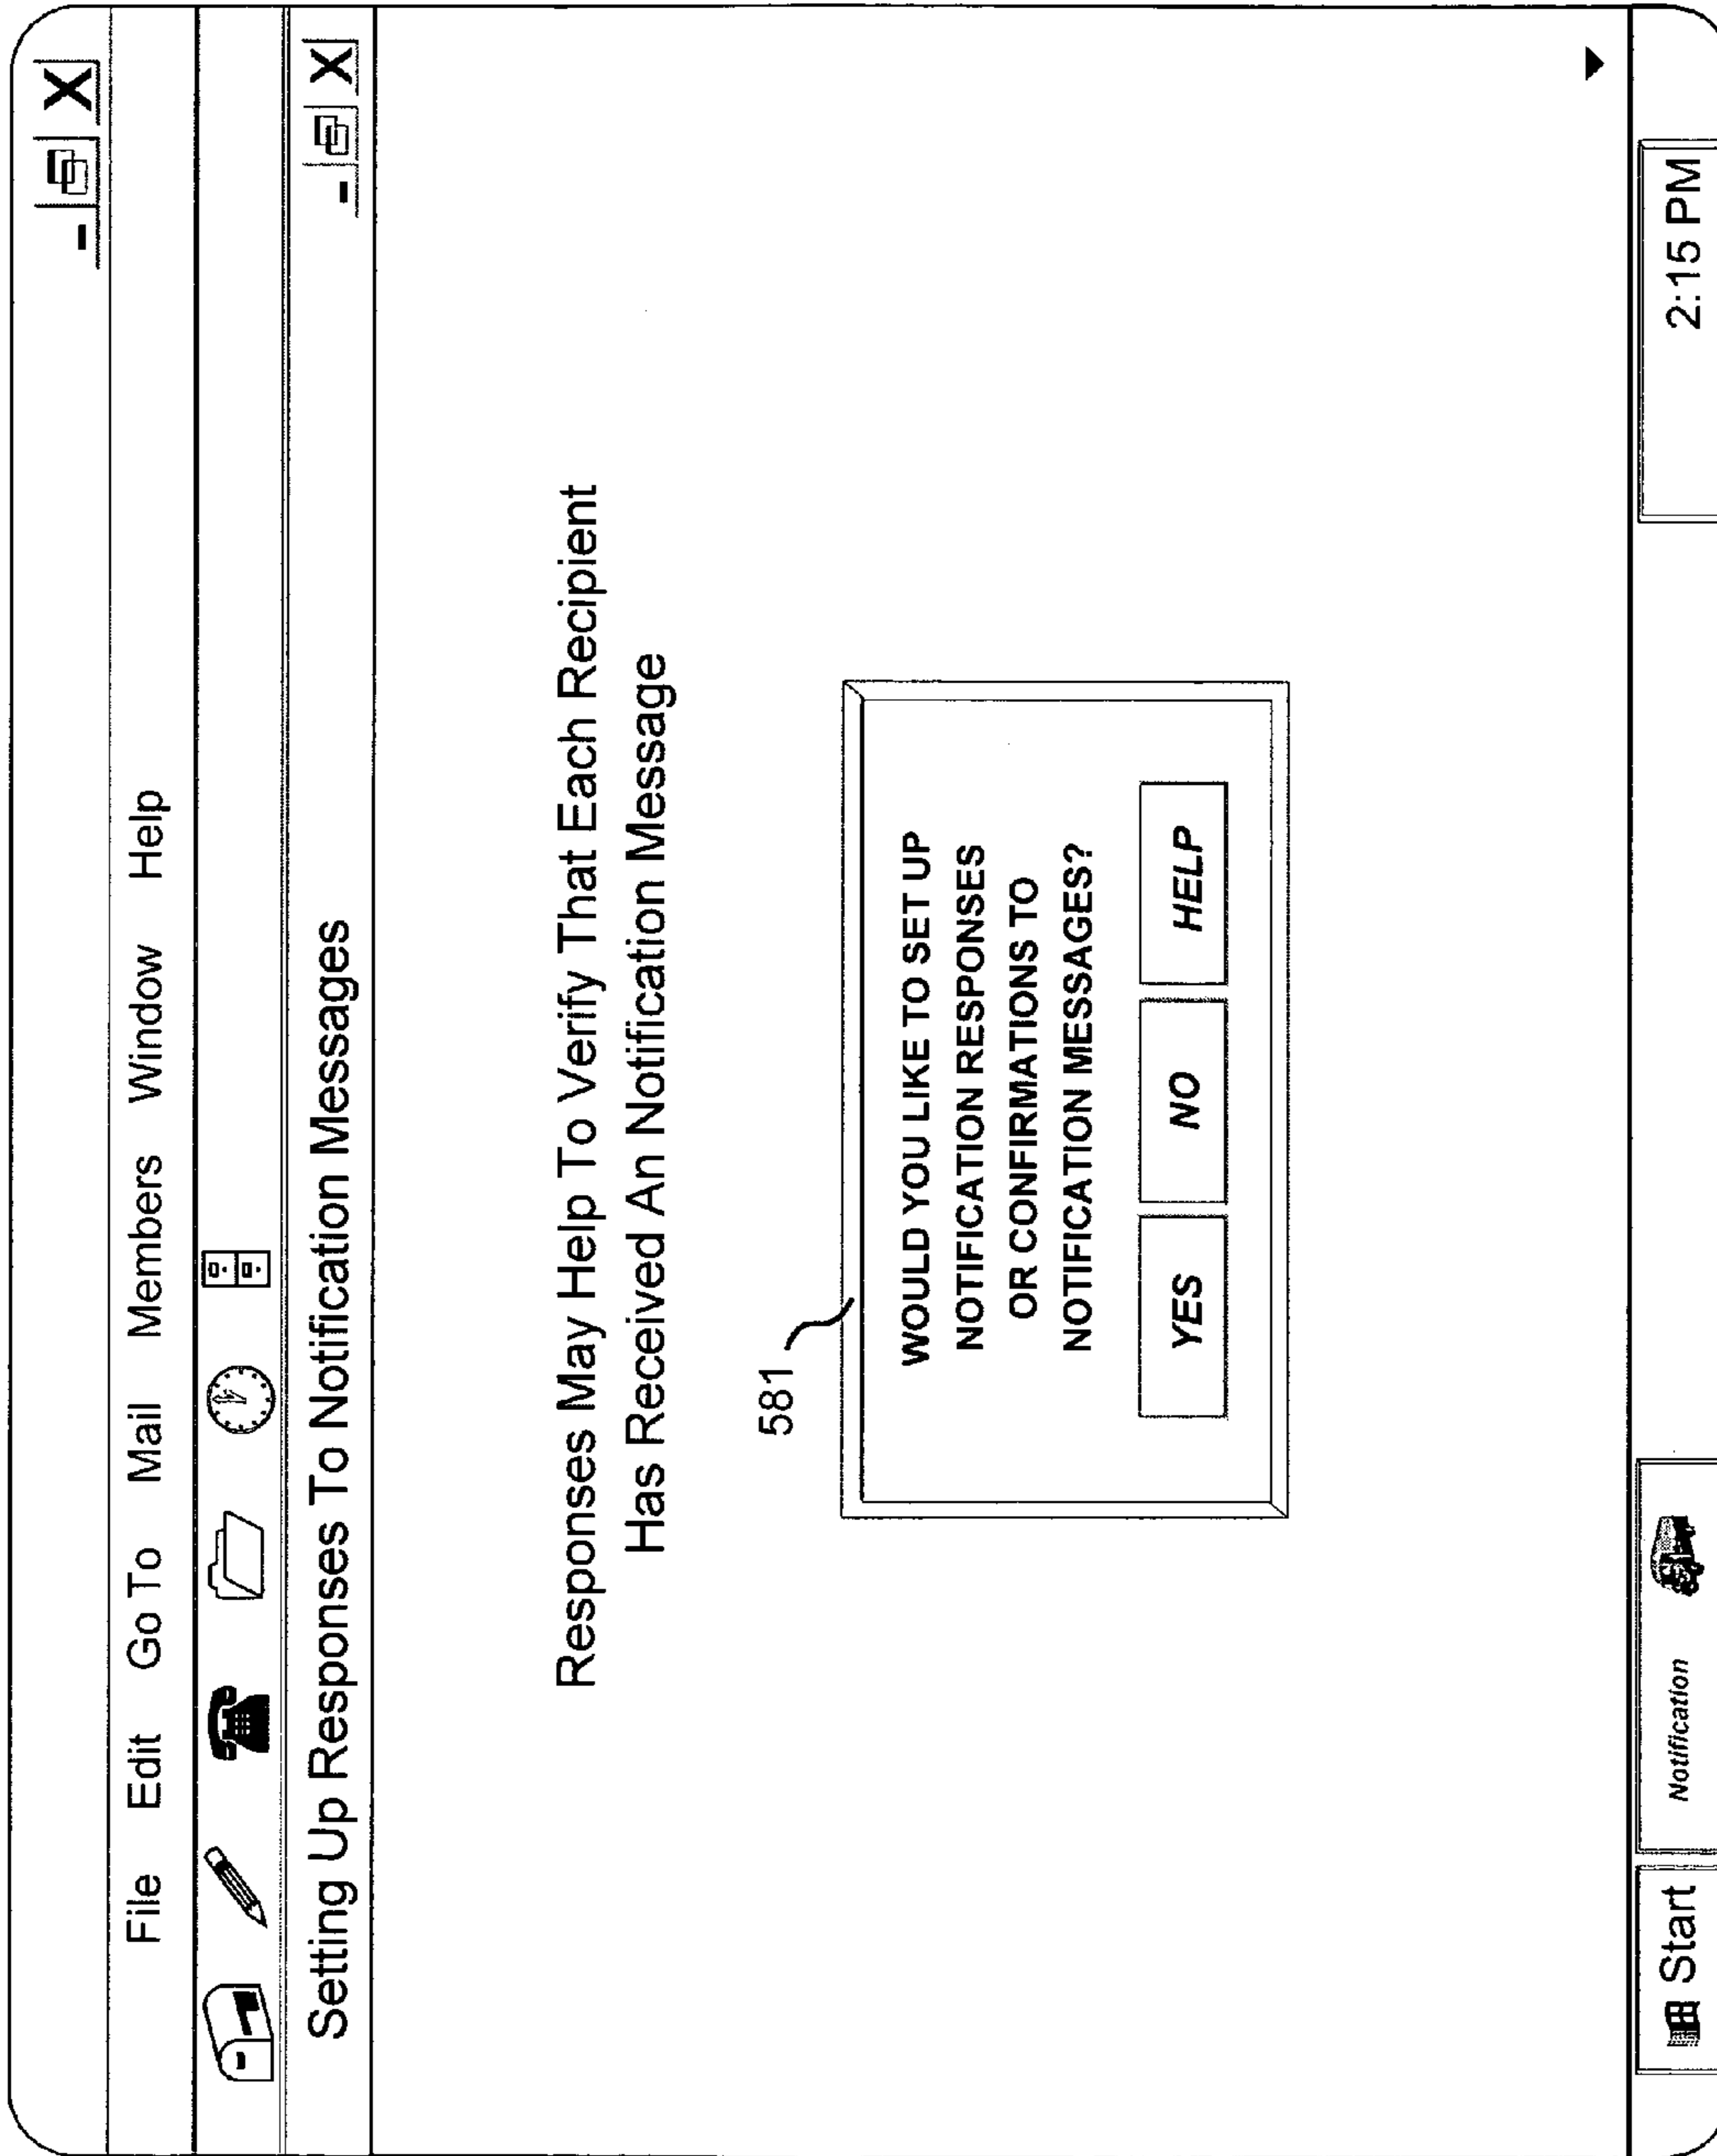 File Edit Go To Mail Members Window Help
Setting Up Responses To Notification Messages
Responses May Help To Verify That Each Recipient
Has Received An Notification Message
581
WOULD YOU LIKE TO SET UP
NOTIFICATION RESPONSES
OR CONFIRMATIONS TO
NOTIFICATION MESSAGES?
YES NO HELP
Start Notification 2:15 PM